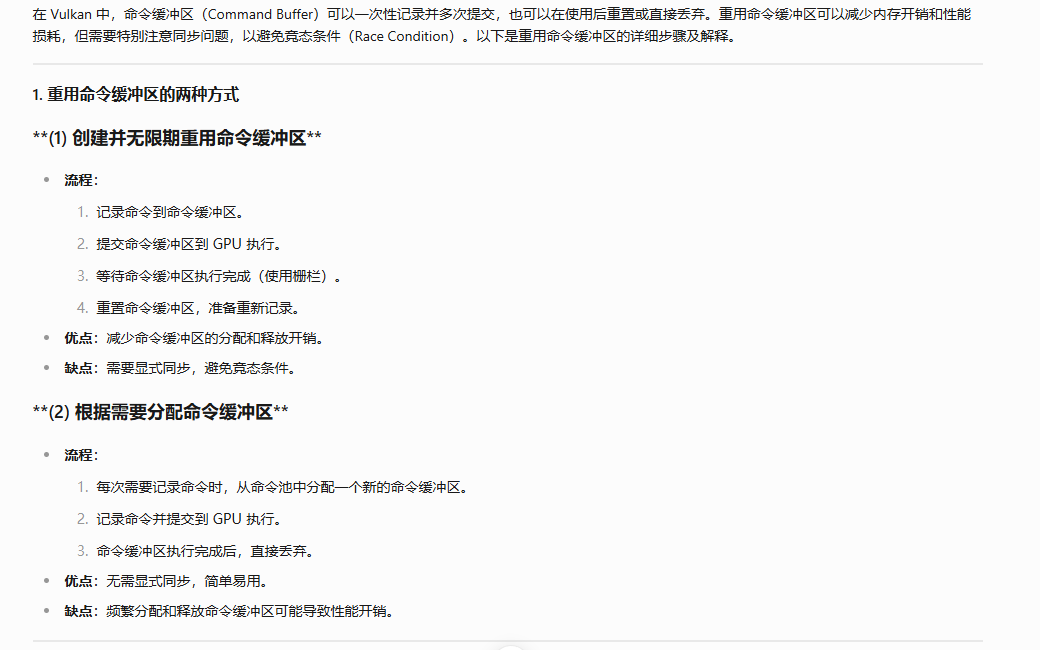 在 Vulkan 中，命令缓冲区（Command Buffer）可以一次性记录并多次提交，也可以在使用后重置或直接丢弃。重用命令缓冲区可以减少内存开销和性能
损耗，但需要特别注意同步问题，以避免竞态条件（Race Condition）。以下是重用命令缓冲区的详细步骤及解释。
1. 重用命令缓冲区的两种方式
**(1) 创建并无限期重用命令缓冲区**
• 流程：
1. 记录命令到命令缓冲区。
2. 提交命令缓冲区到 GPU 执行。
3. 等待命令缓冲区执行完成（使用栅栏）。
4. 重置命令缓冲区，准备重新记录。
• 优点：减少命令缓冲区的分配和释放开销。
• 缺点：需要显式同步，避免竞态条件。
**(2) 根据需要分配命令缓冲区**
• 流程：
1. 每次需要记录命令时，从命令池中分配一个新的命令缓冲区。
2. 记录命令并提交到 GPU 执行。
3. 命令缓冲区执行完成后，直接丢弃。
• 优点：无需显式同步，简单易用。
• 缺点：频繁分配和释放命令缓冲区可能导致性能开销。